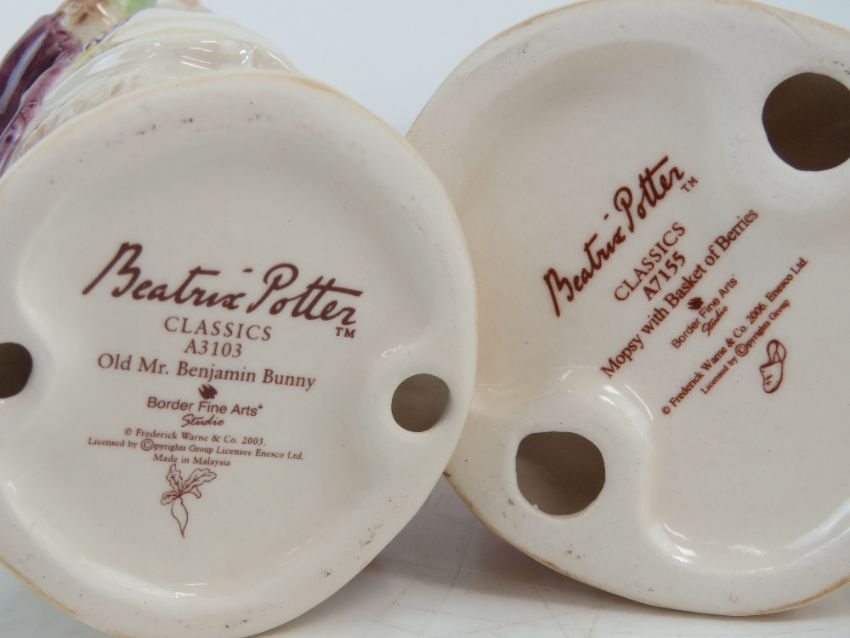 Beatrix Potter TM
CLASSICS
A3103
Old Mr. Benjamin Bunny
Border Fine Arts
Studio
© Frederick Warne & Co. 2003.
Licensed by Copyrights Group Licensee Enesco Ltd.
Made in Malaysia
Beatrix Potter TM
CLASSICS
A7155
Mopsy with Basket of Berries
Border Fine Arts
Studio
© Frederick Warne & Co. 2006. Enesco Ltd.
Licensed by Copyrights Group